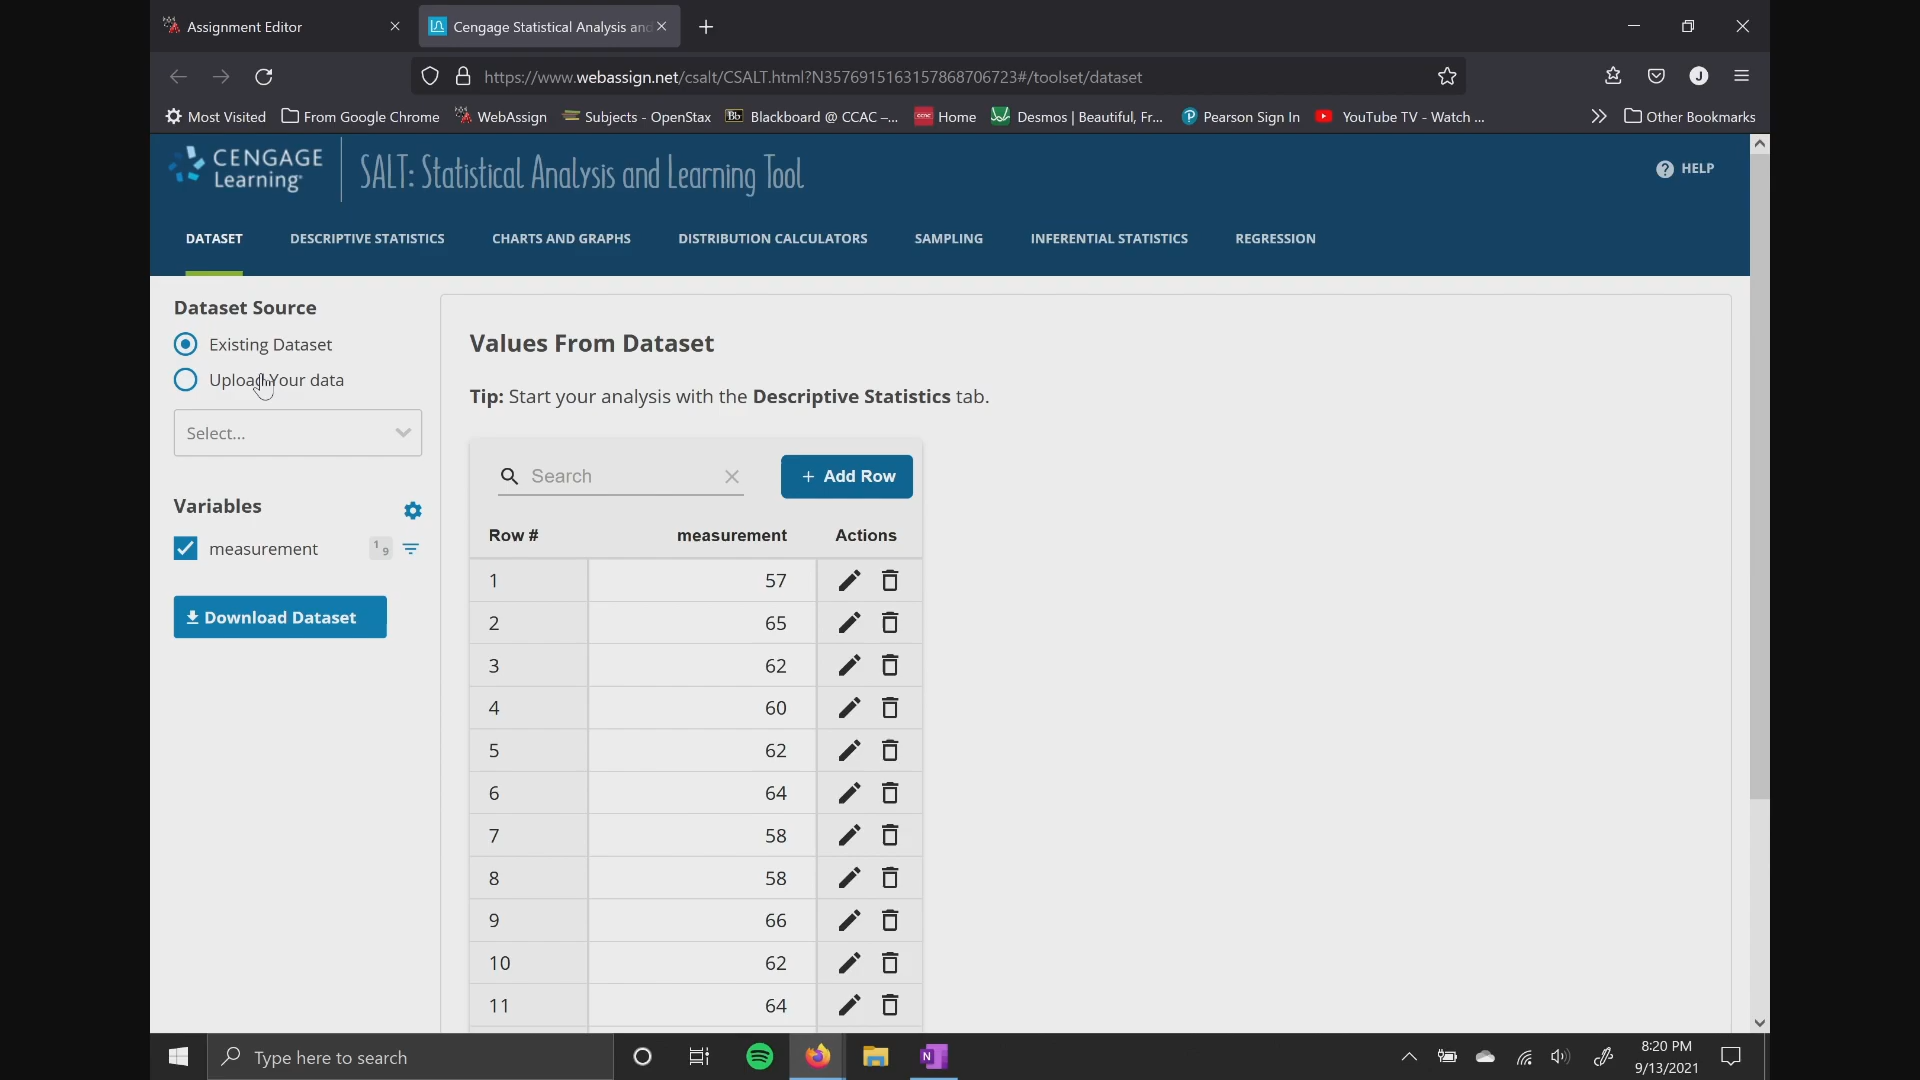 Assignment Editor
Cengage Statistical Analysis and
https://www.webassign.net/csalt/CSALT.html?N3576915163157868706723#/toolset/dataset
J
Most Visited From Google Chrome WebAssign Subjects - OpenStax Bb Blackboard @ CCAC –... CCAC Home Desmos | Beautiful, Fr... Pearson Sign In YouTube TV - Watch ... Other Bookmarks
CENGAGE
Learning
SALT: Statistical Analysis and Learning Tool
? HELP
DATASET DESCRIPTIVE STATISTICS CHARTS AND GRAPHS DISTRIBUTION CALCULATORS SAMPLING INFERENTIAL STATISTICS REGRESSION
Dataset Source
Existing Dataset
Upload Your data
Select...
Variables
measurement 1 9
Download Dataset
Values From Dataset
Tip: Start your analysis with the Descriptive Statistics tab.
Search
+ Add Row
Row # measurement Actions
1 57
2 65
3 62
4 60
5 62
6 64
7 58
8 58
9 66
10 62
11 64
Type here to search
N
8:20 PM
9/13/2021